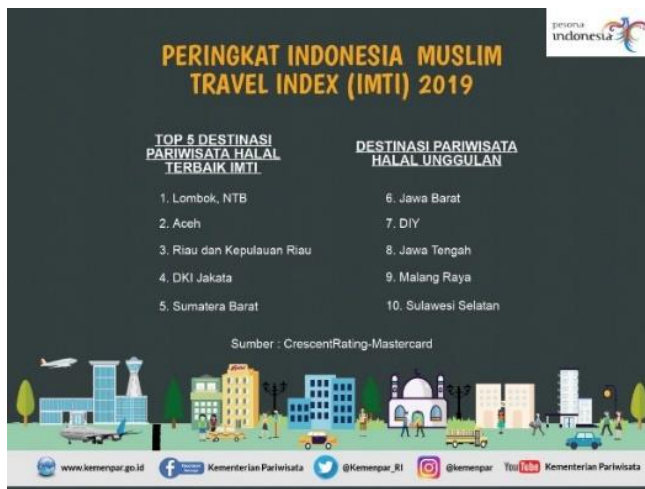 pesona
indonesia
PERINGKAT INDONESIA MUSLIM
TRAVEL INDEX (IMTI) 2019
TOP 5 DESTINASI
PARIWISATA HALAL
TERBAIK IMTI
1. Lombok, NTB
2. Aceh
3. Riau dan Kepulauan Riau
4. DKI Jakata
5. Sumatera Barat
DESTINASI PARIWISATA
HALAL UNGGULAN
6. Jawa Barat
7. DIY
8. Jawa Tengah
9. Malang Raya
10. Sulawesi Selatan
Sumber : CrescentRating-Mastercard
www.kemenpar.go.id
Kementerian Pariwisata
@Kemenpar_RI
@kemenpar
YouTube Kementerian Pariwisata